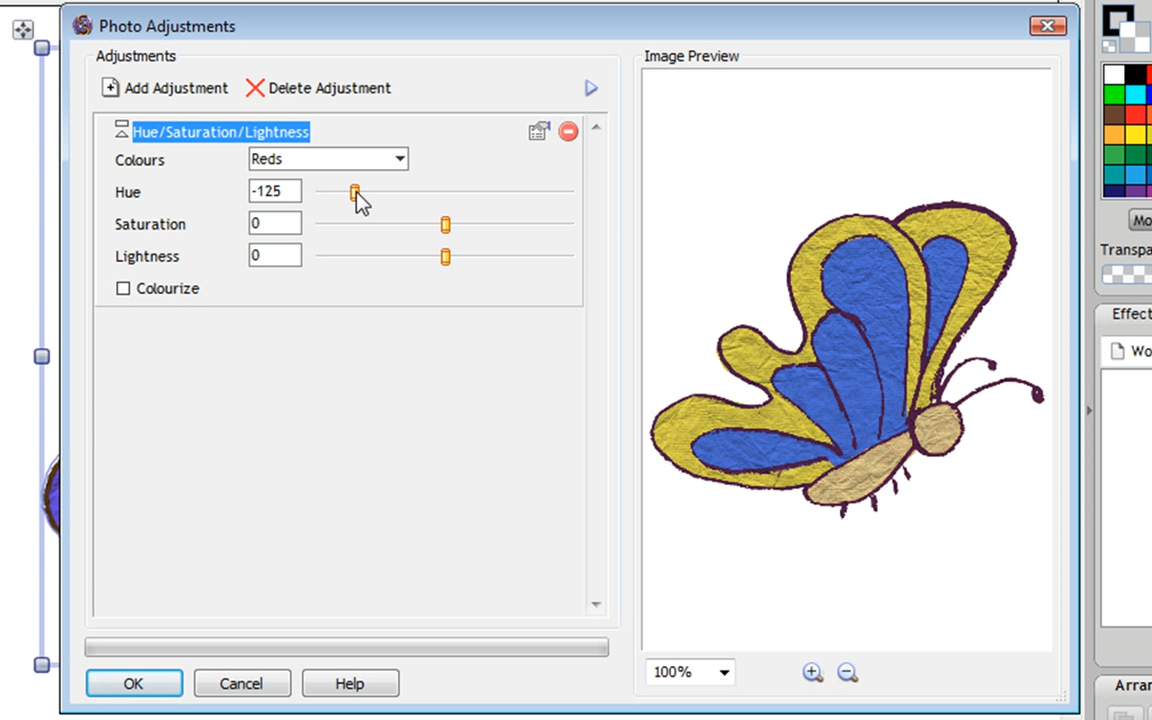 Photo Adjustments
Adjustments
Add Adjustment
Delete Adjustment
Hue/Saturation/Lightness
Colours
Reds
Hue
-125
Saturation
0
Lightness
0
Colourize
OK
Cancel
Help
Image Preview
100%
Mo
Transpa
Effect
Wo
Arran